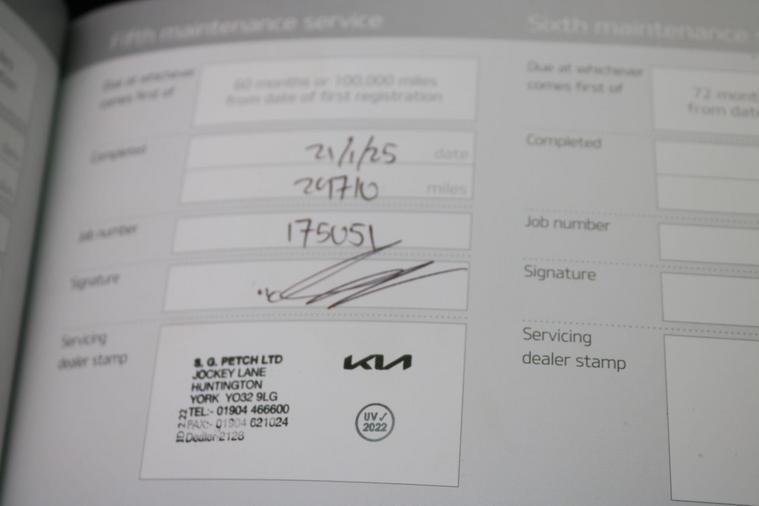 Fifth maintenance service
Due at whichever
comes first of
60 months or 100,000 miles
from date of first registration
Completed
21/1/25 date
29710 miles
Job number
175051
Signature
Servicing
dealer stamp
S. G. PETCH LTD
JOCKEY LANE
HUNTINGTON
YORK YO32 9LG
TEL:- 01904 466600
FAX:- 01904 621024
Dealer 2128
KIA
UV ✓
2022
Sixth maintenance
Due at whichever
comes first of
72 mont
from date
Completed
Job number
Signature
Servicing
dealer stamp